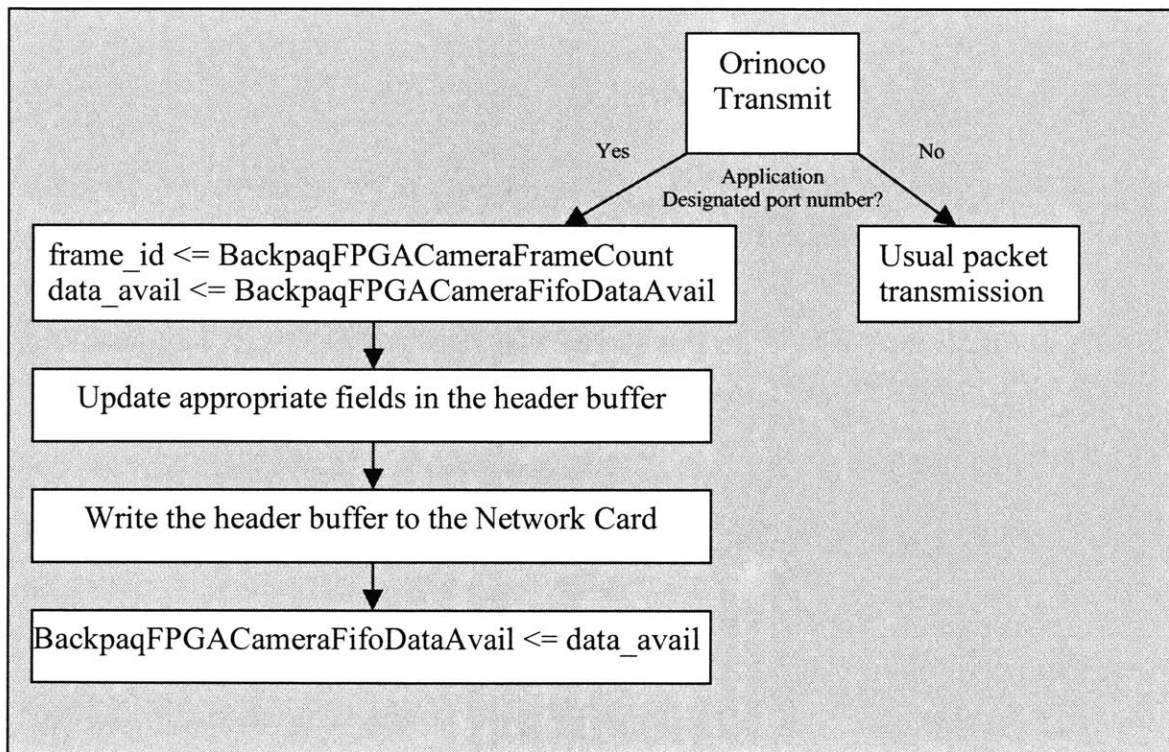 Orinoco
Transmit
Yes
No
Application
Designated port number?
frame_id <= BackpaqFPGACameraFrameCount
data_avail <= BackpaqFPGACameraFifoDataAvail
Usual packet
transmission
Update appropriate fields in the header buffer
Write the header buffer to the Network Card
BackpaqFPGACameraFifoDataAvail <= data_avail